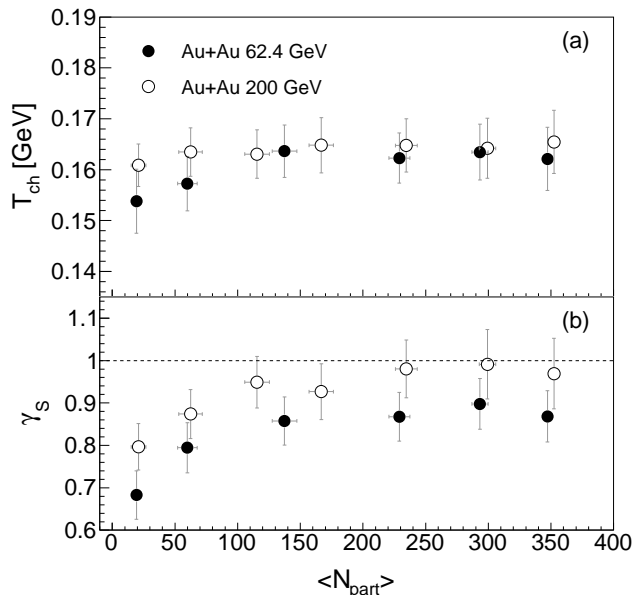 0.19
(a)
Au+Au 62.4 GeV
0.18
Au+Au 200 GeV
0.17
0.16
0.15
0.14
T_ch [GeV]
(b)
1.1
1
0.9
0.8
0.7
0.6
γ_S
0 50 100 150 200 250 300 350 400
<N_part>